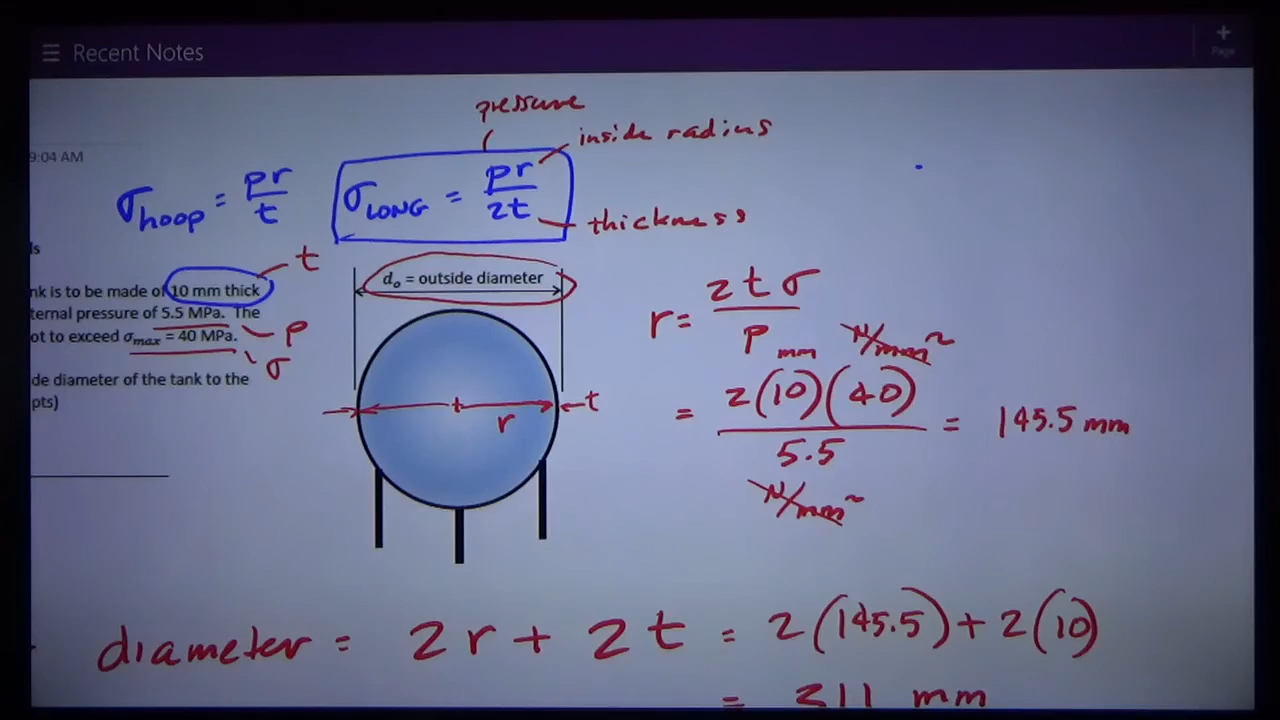 Recent Notes
Page
pressure
inside radius
9:04 AM
σhoop = pr/t
σLONG = pr/2t
thickness
ls
t
nk is to be made of 10 mm thick
ternal pressure of 5.5 MPa. The
ot to exceed σmax = 40 MPa.
p
σ
de diameter of the tank to the
pts)
do = outside diameter
r
t
r = 2tσ/p
mm N/mm²
= 2(10)(40)/5.5 = 145.5 mm
N/mm²
diameter = 2r + 2t = 2(145.5) + 2(10)
= 311 mm